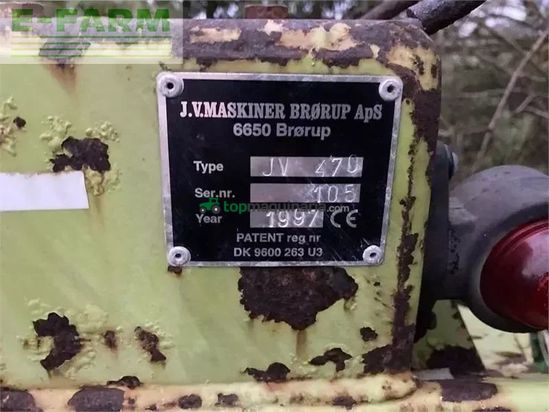 E-FARM
J.V.MASKINER BRØRUP ApS
6650 Brørup
Type JV 470
Ser.nr. 105
topmaquinaria.com
Year 1997 CE
PATENT reg nr
DK 9600 263 U3